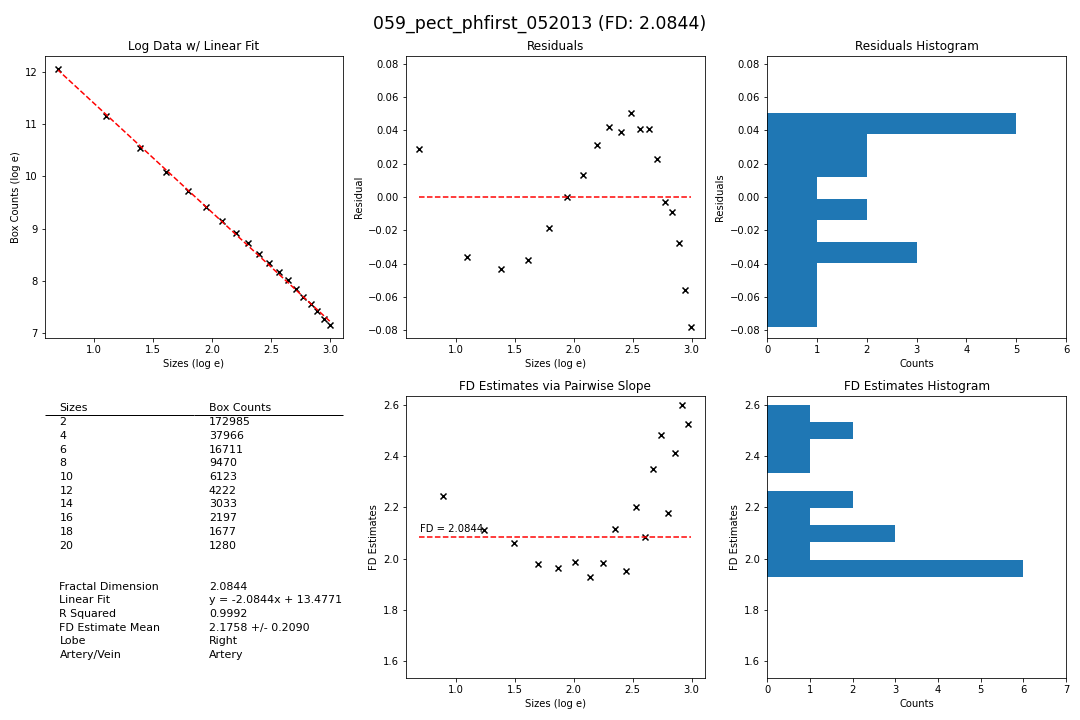 059_pect_phfirst_052013 (FD: 2.0844)
Log Data w/ Linear Fit
12
11
10
9
8
7
Box Counts (log e)
1.0 1.5 2.0 2.5 3.0
Sizes (log e)
Residuals
0.08
0.06
0.04
0.02
0.00
−0.02
−0.04
−0.06
−0.08
Residual
1.0 1.5 2.0 2.5 3.0
Sizes (log e)
Residuals Histogram
0.08
0.06
0.04
0.02
0.00
−0.02
−0.04
−0.06
−0.08
Residuals
0 1 2 3 4 5 6
Counts
Sizes Box Counts
2 172985
4 37966
6 16711
8 9470
10 6123
12 4222
14 3033
16 2197
18 1677
20 1280
Fractal Dimension 2.0844
Linear Fit y = -2.0844x + 13.4771
R Squared 0.9992
FD Estimate Mean 2.1758 +/- 0.2090
Lobe Right
Artery/Vein Artery
FD Estimates via Pairwise Slope
2.6
2.4
2.2
2.0
1.8
1.6
FD Estimates
FD = 2.0844
1.0 1.5 2.0 2.5 3.0
Sizes (log e)
FD Estimates Histogram
2.6
2.4
2.2
2.0
1.8
1.6
FD Estimates
0 1 2 3 4 5 6 7
Counts